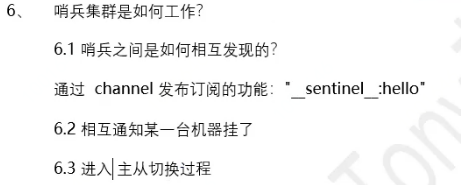 6、 哨兵集群是如何工作?
6.1 哨兵之间是如何相互发现的?
通过 channel 发布订阅的功能: "__sentinel__:hello"
6.2 相互通知某一台机器挂了
6.3 进入主从切换过程
Tony